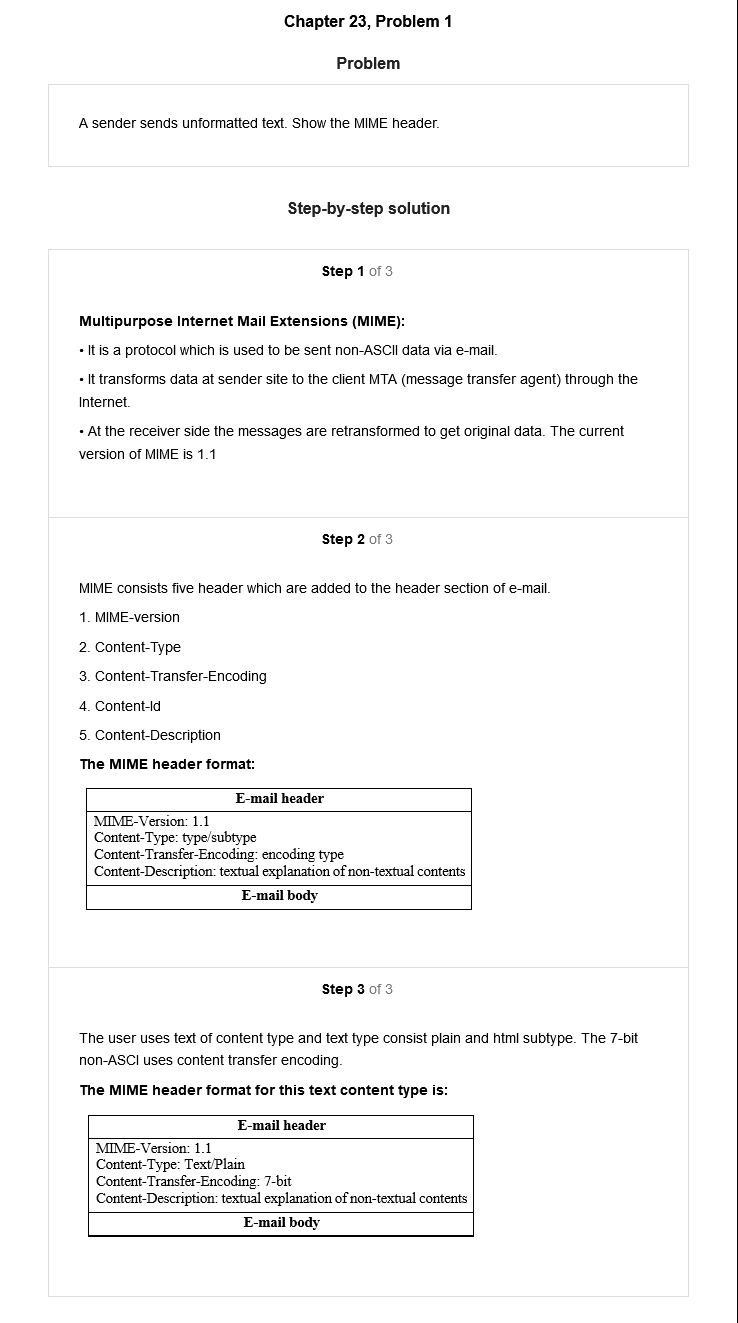 Chapter 23, Problem 1
Problem
A sender sends unformatted text. Show the MIME header.
Step-by-step solution
Step 1 of 3
Multipurpose Internet Mail Extensions (MIME):
• It is a protocol which is used to be sent non-ASCII data via e-mail.
• It transforms data at sender site to the client MTA (message transfer agent) through the
Internet.
• At the receiver side the messages are retransformed to get original data. The current
version of MIME is 1.1
Step 2 of 3
MIME consists five header which are added to the header section of e-mail.
1. MIME-version
2. Content-Type
3. Content-Transfer-Encoding
4. Content-Id
5. Content-Description
The MIME header format:
E-mail header
MIME-Version: 1.1
Content-Type: type/subtype
Content-Transfer-Encoding: encoding type
Content-Description: textual explanation of non-textual contents
E-mail body
Step 3 of 3
The user uses text of content type and text type consist plain and html subtype. The 7-bit
non-ASCI uses content transfer encoding.
The MIME header format for this text content type is:
E-mail header
MIME-Version: 1.1
Content-Type: Text/Plain
Content-Transfer-Encoding: 7-bit
Content-Description: textual explanation of non-textual contents
E-mail body